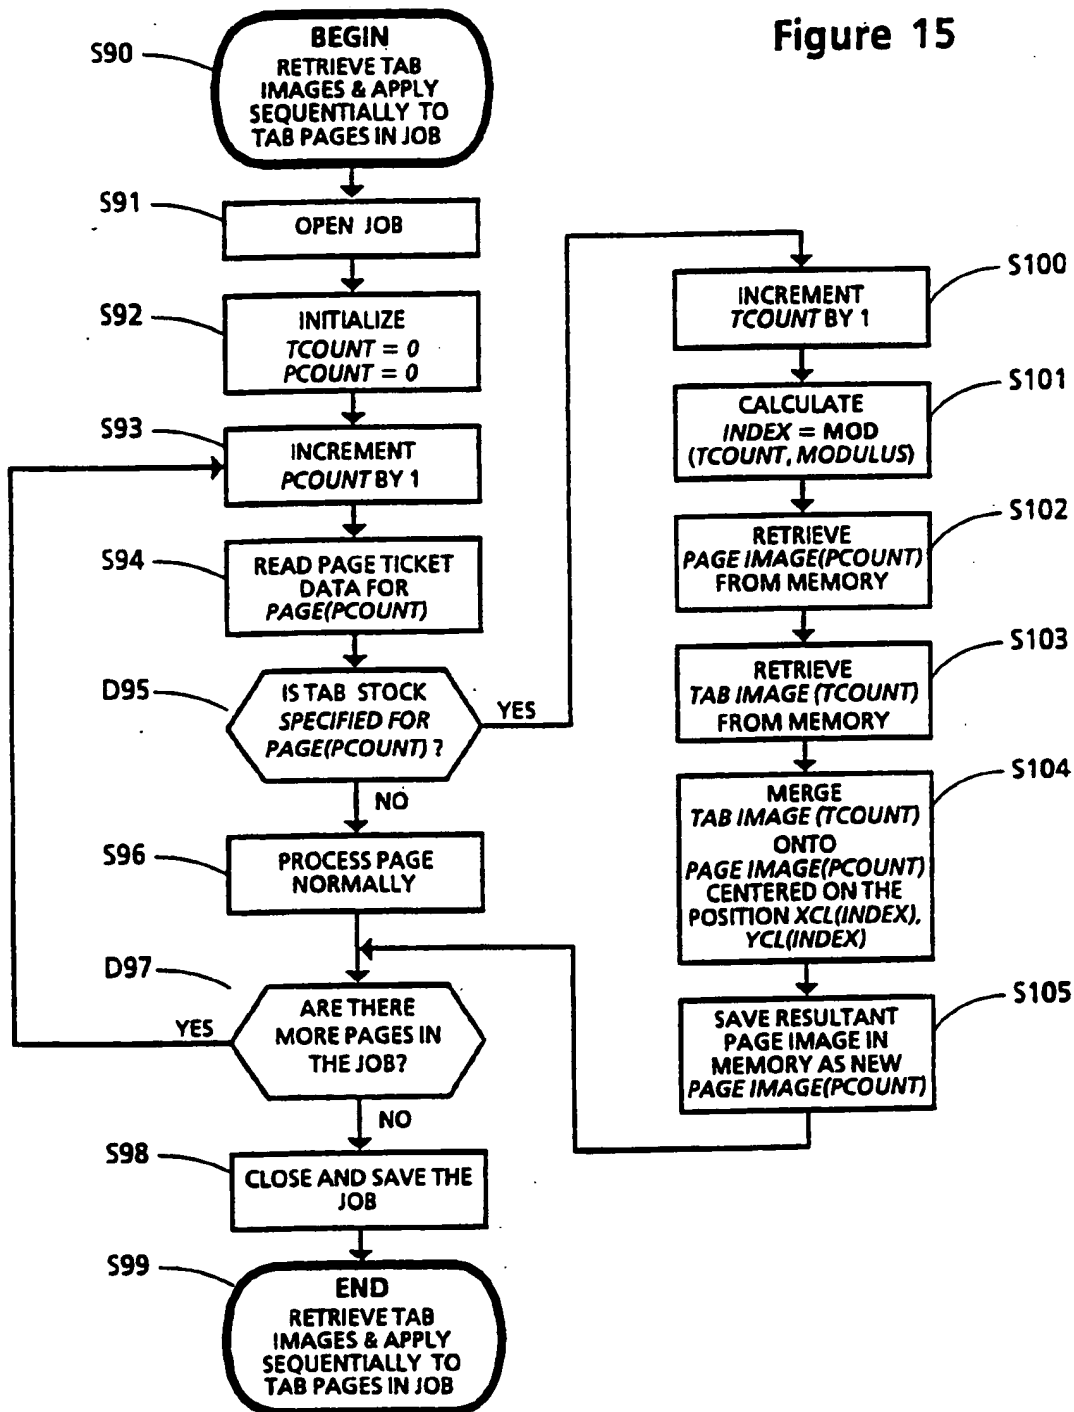 Figure 15
S90
BEGIN
RETRIEVE TAB
IMAGES & APPLY
SEQUENTIALLY TO
TAB PAGES IN JOB
S91
OPEN JOB
S92
INITIALIZE
TCOUNT = 0
PCOUNT = 0
S93
INCREMENT
PCOUNT BY 1
S94
READ PAGE TICKET
DATA FOR
PAGE(PCOUNT)
D95
IS TAB STOCK
SPECIFIED FOR
PAGE(PCOUNT) ?
YES
NO
S96
PROCESS PAGE
NORMALLY
D97
ARE THERE
MORE PAGES IN
THE JOB?
YES
NO
S98
CLOSE AND SAVE THE
JOB
S99
END
RETRIEVE TAB
IMAGES & APPLY
SEQUENTIALLY TO
TAB PAGES IN JOB
S100
INCREMENT
TCOUNT BY 1
S101
CALCULATE
INDEX = MOD
(TCOUNT, MODULUS)
S102
RETRIEVE
PAGE IMAGE(PCOUNT)
FROM MEMORY
S103
RETRIEVE
TAB IMAGE (TCOUNT)
FROM MEMORY
S104
MERGE
TAB IMAGE (TCOUNT)
ONTO
PAGE IMAGE(PCOUNT)
CENTERED ON THE
POSITION XCL(INDEX),
YCL(INDEX)
S105
SAVE RESULTANT
PAGE IMAGE IN
MEMORY AS NEW
PAGE IMAGE(PCOUNT)